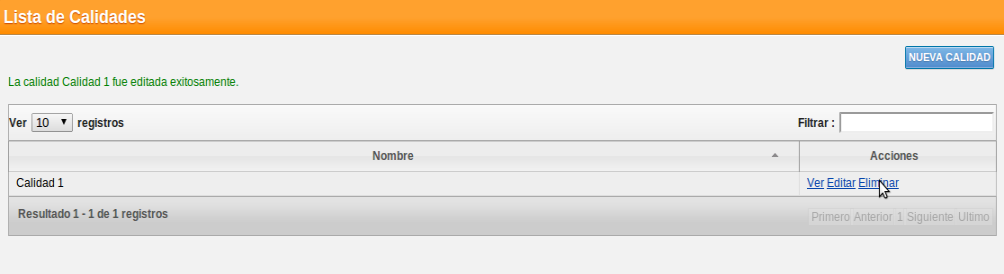 Lista de Calidades
NUEVA CALIDAD
La calidad Calidad 1 fue editada exitosamente.
Ver 10 registros Filtrar :
Nombre Acciones
Calidad 1 Ver Editar Eliminar
Resultado 1 - 1 de 1 registros Primero Anterior 1 Siguiente Ultimo